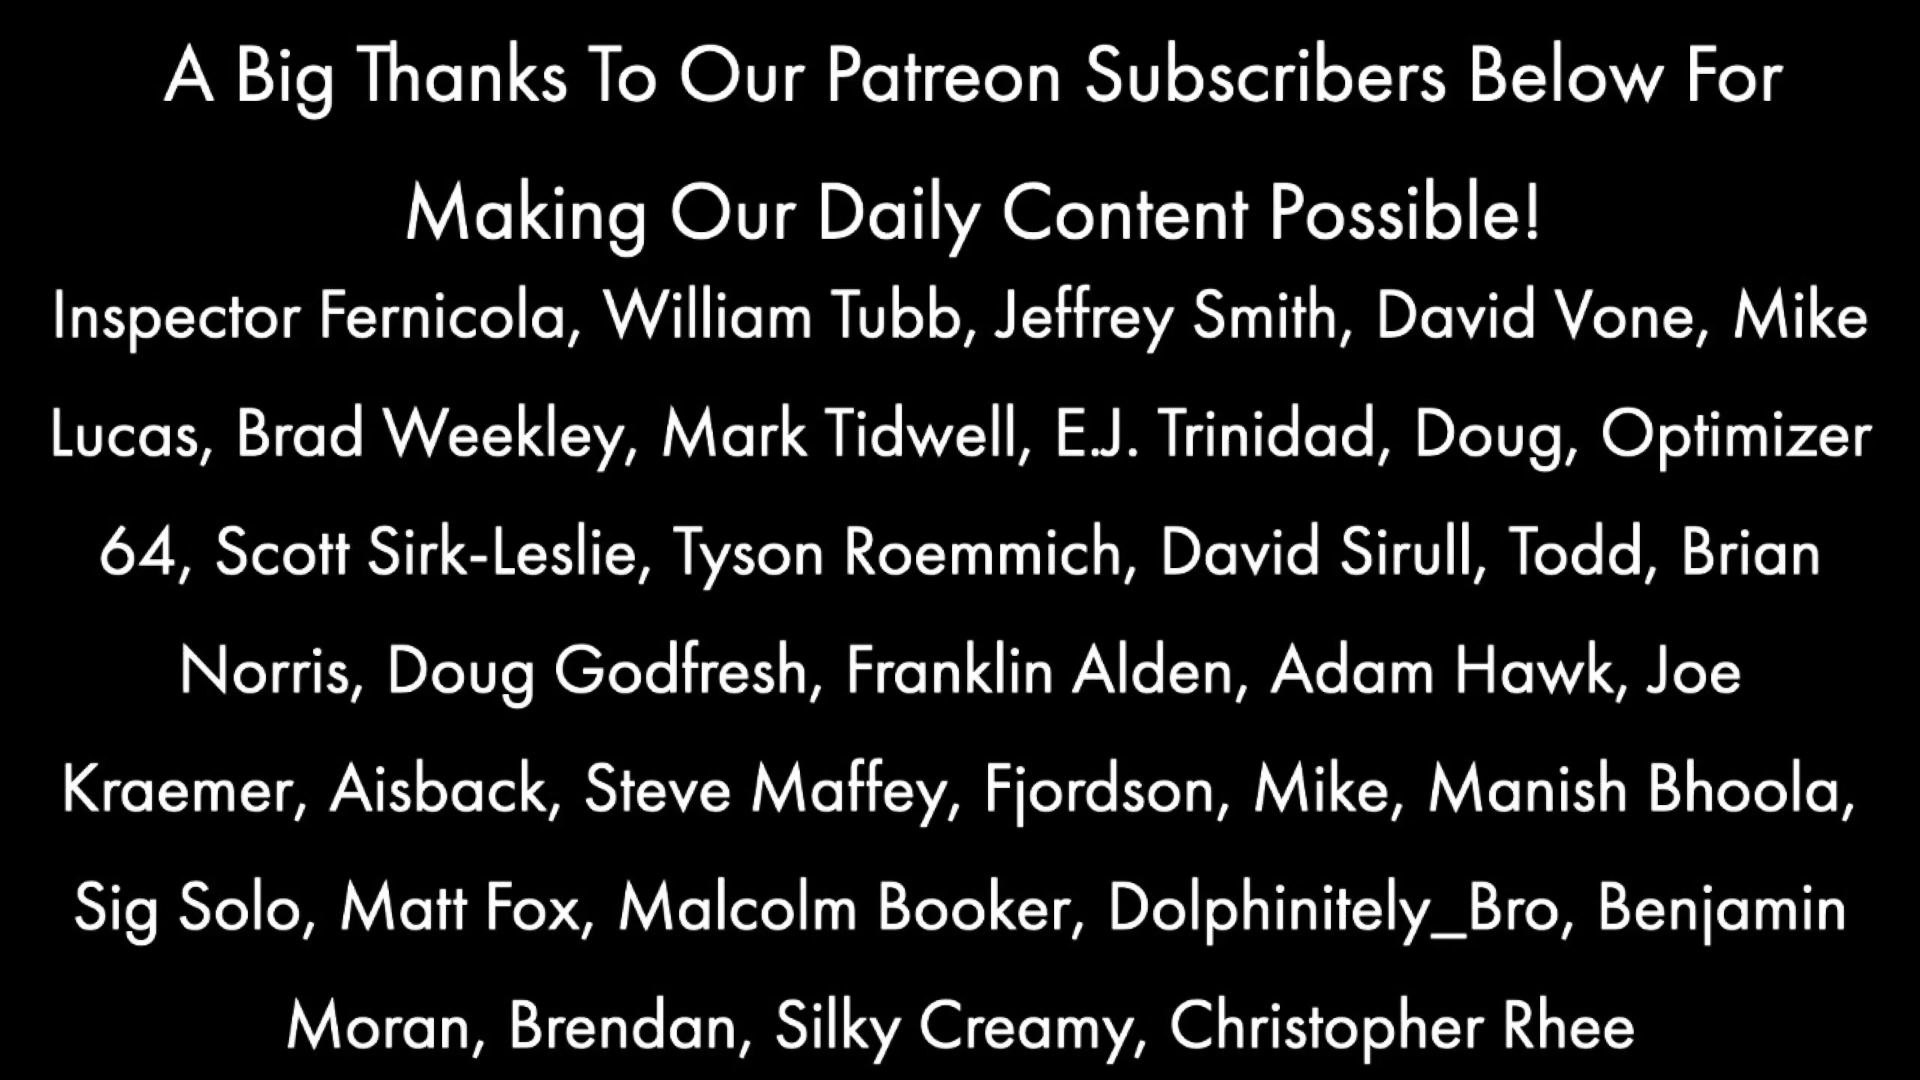 A Big Thanks To Our Patreon Subscribers Below For
Making Our Daily Content Possible!
Inspector Fernicola, William Tubb, Jeffrey Smith, David Vone, Mike
Lucas, Brad Weekley, Mark Tidwell, E.J. Trinidad, Doug, Optimizer
64, Scott Sirk-Leslie, Tyson Roemmich, David Sirull, Todd, Brian
Norris, Doug Godfresh, Franklin Alden, Adam Hawk, Joe
Kraemer, Aisback, Steve Maffey, Fjordson, Mike, Manish Bhoola,
Sig Solo, Matt Fox, Malcolm Booker, Dolphinitely_Bro, Benjamin
Moran, Brendan, Silky Creamy, Christopher Rhee